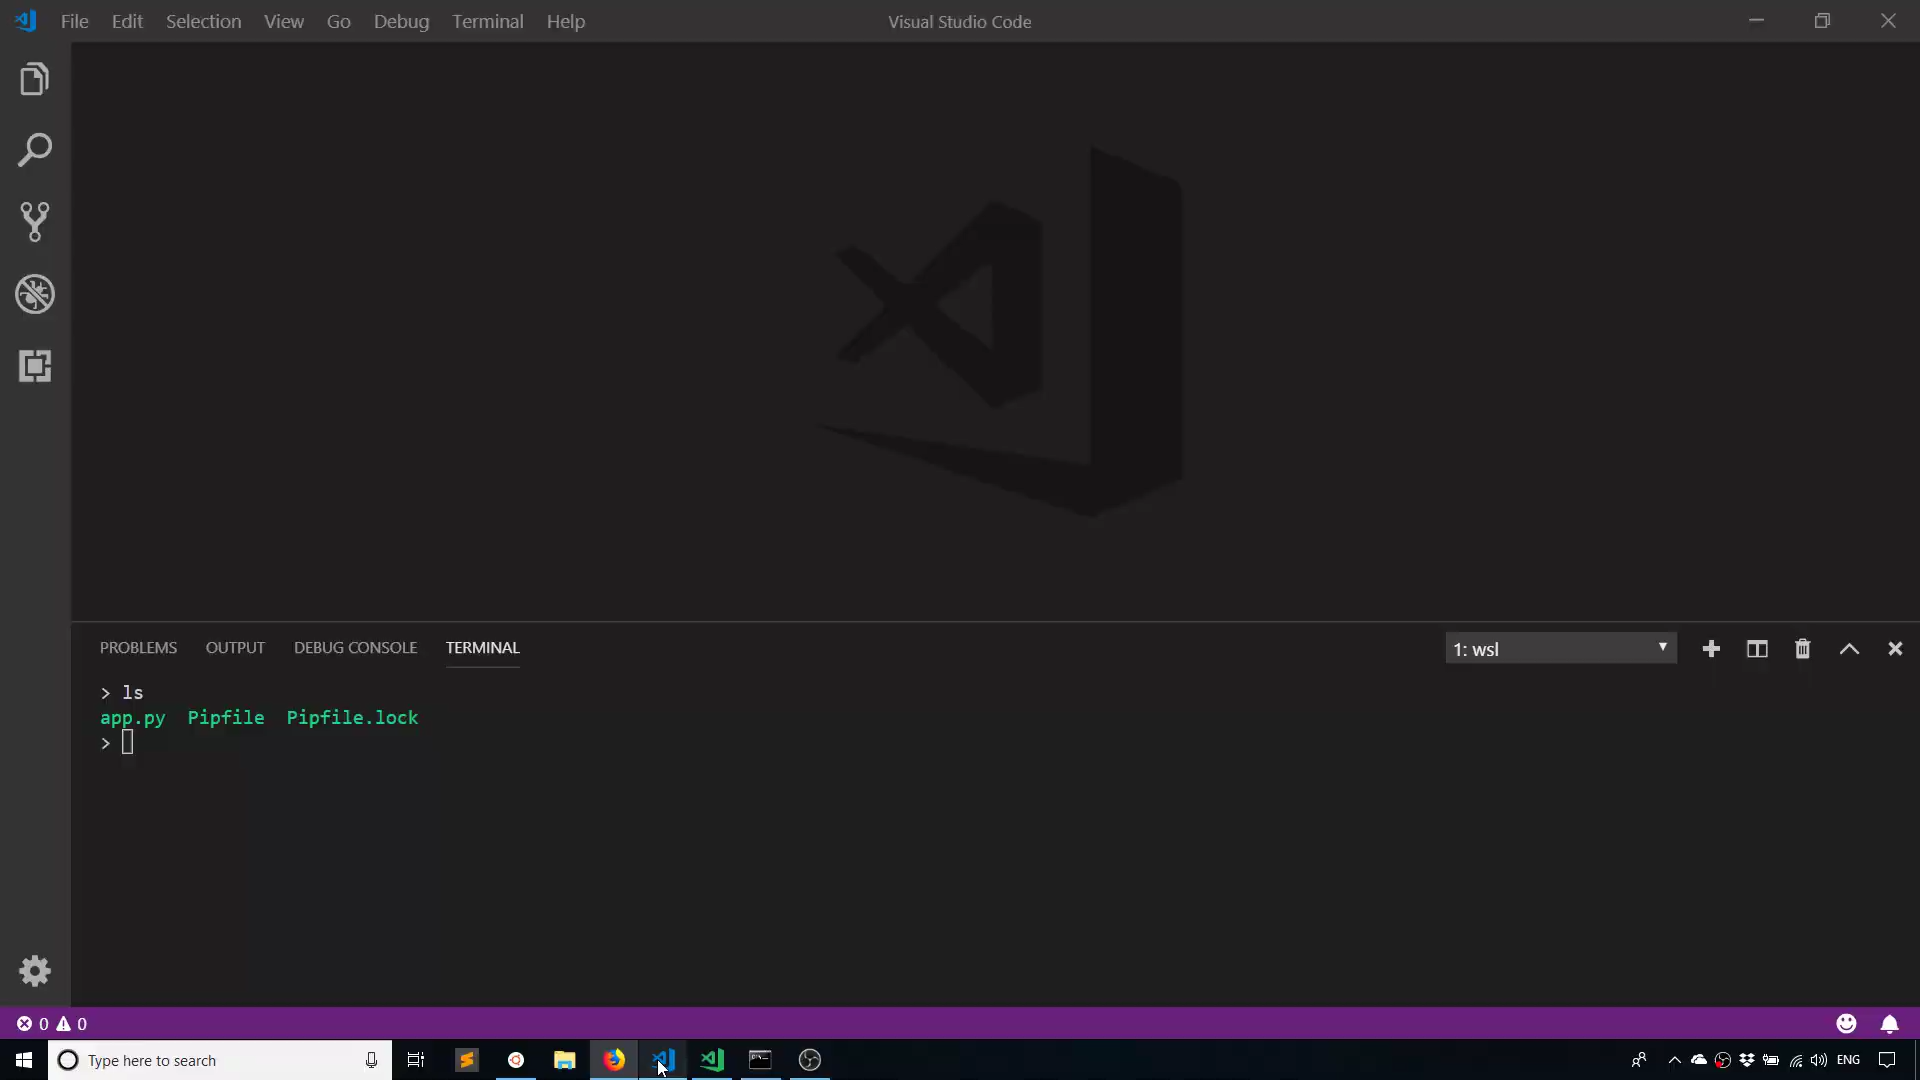 File Edit Selection View Go Debug Terminal Help Visual Studio Code
PROBLEMS OUTPUT DEBUG CONSOLE TERMINAL 1: wsl
> ls
app.py Pipfile Pipfile.lock
>
0 0
Type here to search ENG